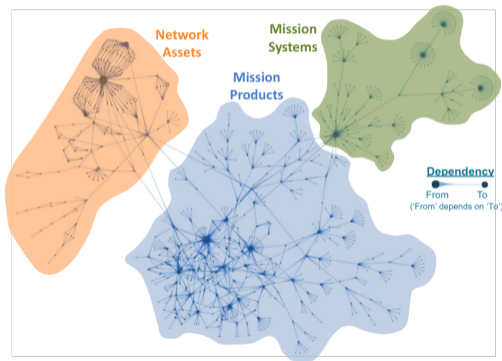 Network
Assets
Mission
Systems
Mission
Products
Dependency
From To
('From' depends on 'To')